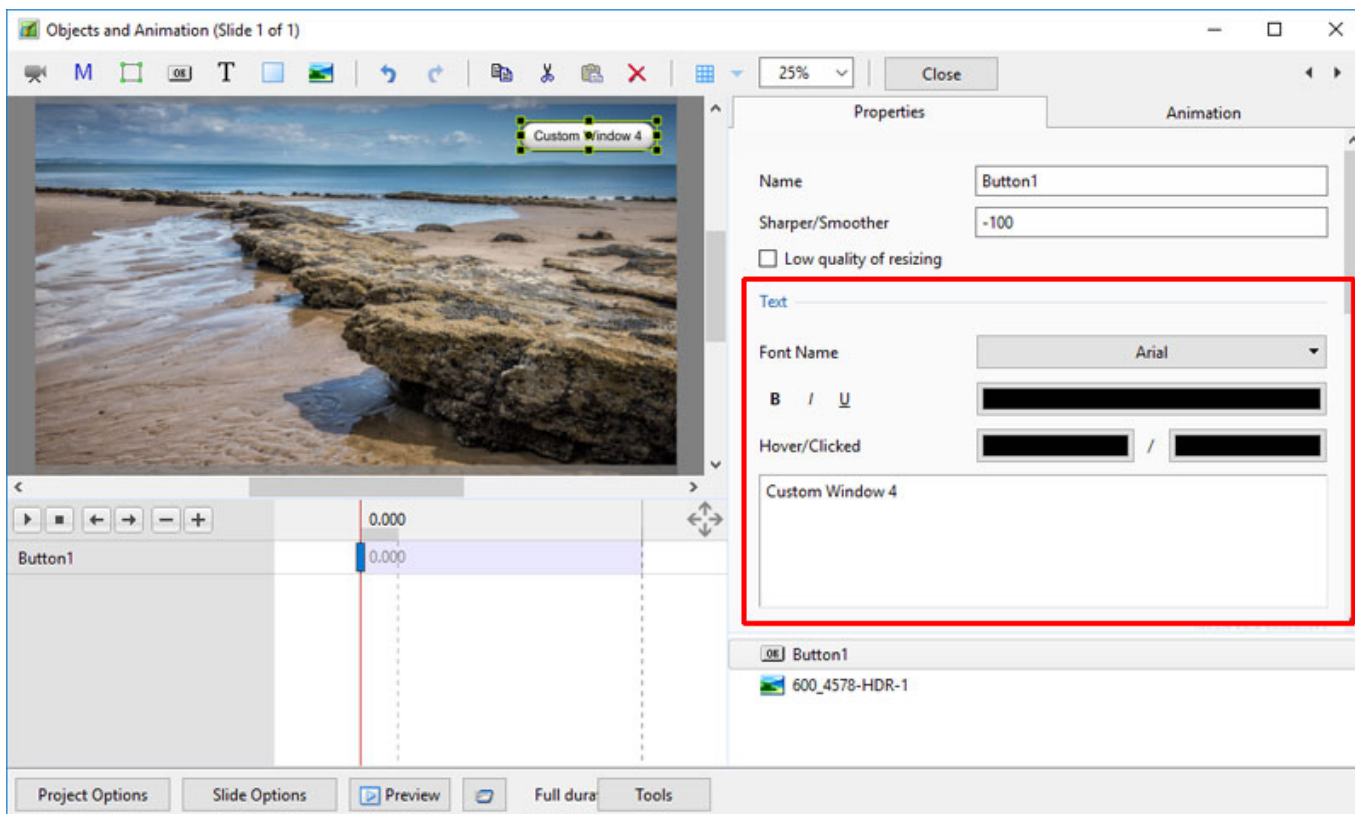 Objects and Animation (Slide 1 of 1)
M OK T 25% Close
Properties Animation
Custom Window 4
Name Button1
Sharper/Smoother -100
Low quality of resizing
Text
Font Name Arial
B I U
Hover/Clicked /
Custom Window 4
0.000
Button1 0.000
OK Button1
600_4578-HDR-1
Project Options Slide Options Preview Full dura Tools